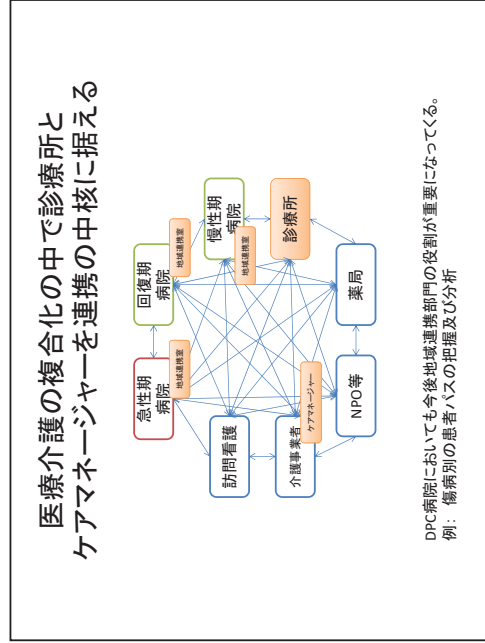 医療介護の複合化の中で診療所と
ケアマネージャーを連携の中核に据える
急性期
病院
地域連携室
回復期
病院
地域連携室
慢性期
病院
地域連携室
診療所
訪問看護
介護事業者
ケアマネージャー
NPO等
薬局
DPC病院においても今後地域連携部門の役割が重要になってくる。
例： 傷病別の患者パスの把握及び分析